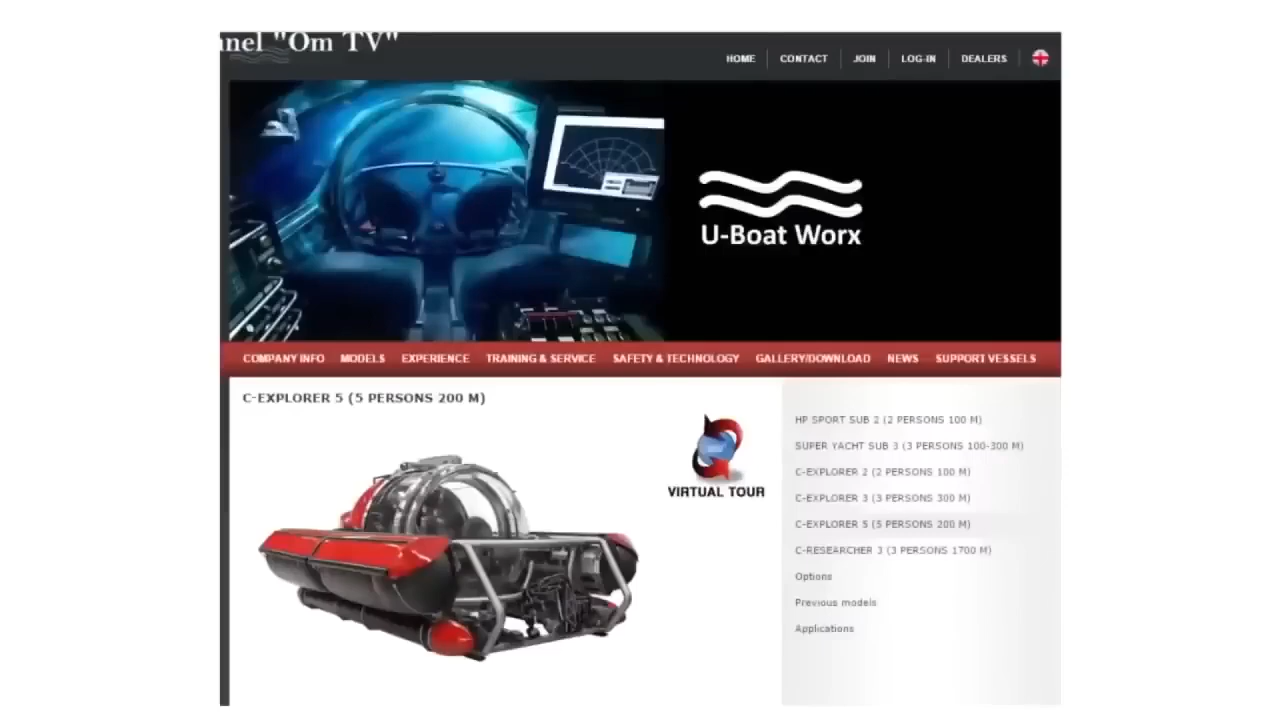 nnel "Om TV"
HOME CONTACT JOIN LOG-IN DEALERS
U-Boat Worx
COMPANY INFO MODELS EXPERIENCE TRAINING & SERVICE SAFETY & TECHNOLOGY GALLERY/DOWNLOAD NEWS SUPPORT VESSELS
C-EXPLORER 5 (5 PERSONS 200 M)
VIRTUAL TOUR
HP SPORT SUB 2 (2 PERSONS 100 M)
SUPER YACHT SUB 3 (3 PERSONS 100-300 M)
C-EXPLORER 2 (2 PERSONS 100 M)
C-EXPLORER 3 (3 PERSONS 300 M)
C-EXPLORER 5 (5 PERSONS 200 M)
C-RESEARCHER 3 (3 PERSONS 1700 M)
Options
Previous models
Applications